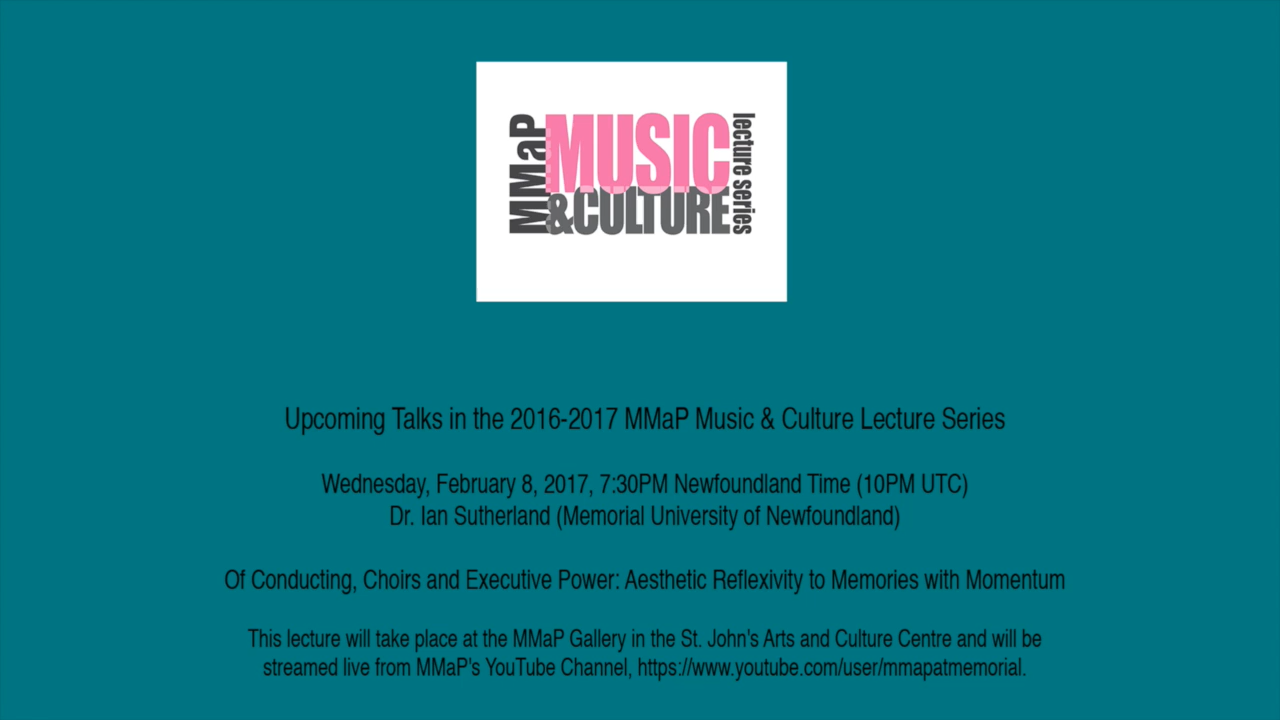 MMaP
MUSIC
&CULTURE
lecture series
Upcoming Talks in the 2016-2017 MMaP Music & Culture Lecture Series
Wednesday, February 8, 2017, 7:30PM Newfoundland Time (10PM UTC)
Dr. Ian Sutherland (Memorial University of Newfoundland)
Of Conducting, Choirs and Executive Power: Aesthetic Reflexivity to Memories with Momentum
This lecture will take place at the MMaP Gallery in the St. John's Arts and Culture Centre and will be
streamed live from MMaP's YouTube Channel, https://www.youtube.com/user/mmapatmemorial.